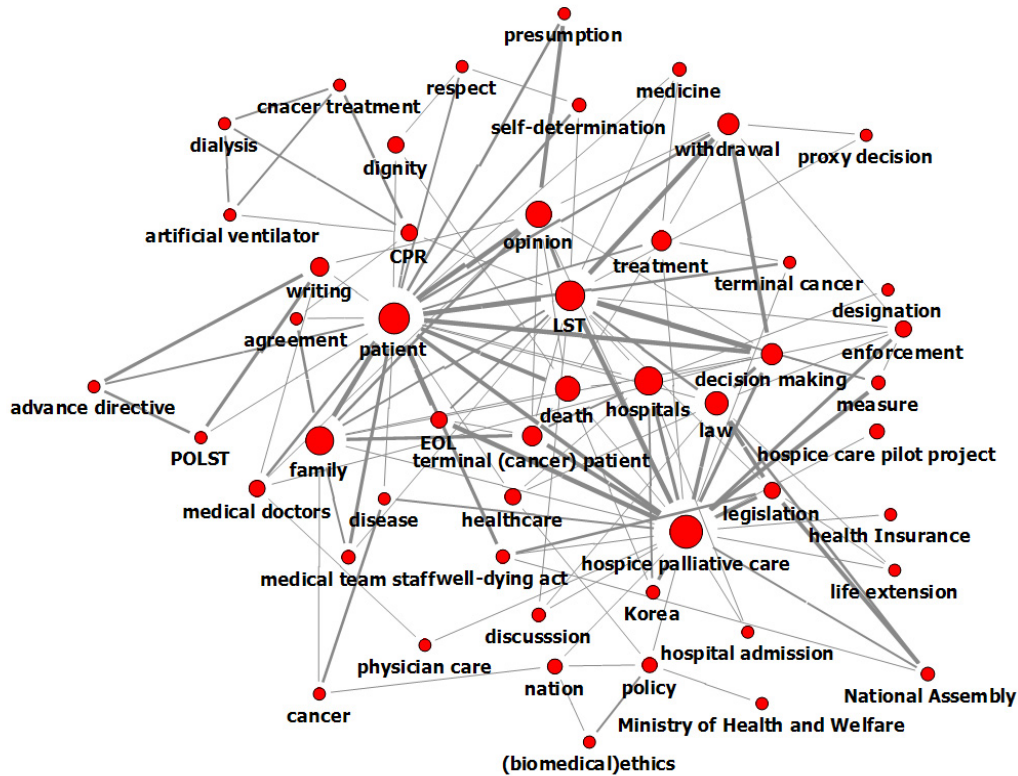 presumption
respect
medicine
cnacer treatment
self-determination
dialysis
withdrawal
proxy decision
dignity
artificial ventilator
opinion
CPR
treatment
terminal cancer
writing
designation
LST
agreement
patient
enforcement
decision making
advance directive
death
hospitals
measure
law
EOL
hospice care pilot project
POLST
family
terminal (cancer) patient
medical doctors
disease
healthcare
legislation
health Insurance
hospice palliative care
medical team staff
well-dying act
life extension
Korea
discusssion
hospital admission
physician care
nation
policy
National Assembly
cancer
Ministry of Health and Welfare
(biomedical)ethics